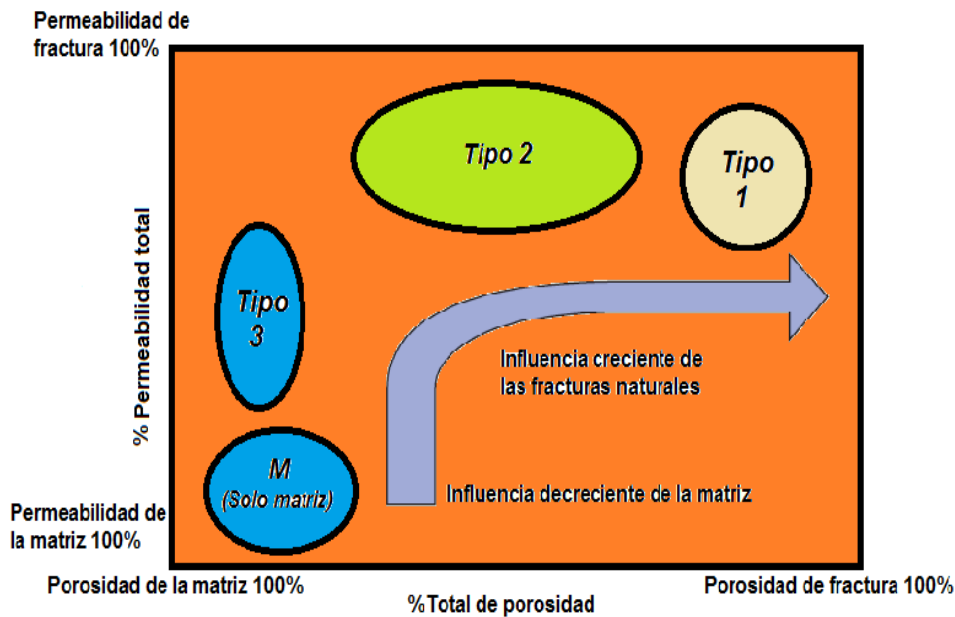 Permeabilidad de
fractura 100%
Tipo 2
Tipo
1
% Permeabilidad total
Tipo
3
Influencia creciente de
las fracturas naturales
M
(Solo matriz)
Influencia decreciente de la matriz
Permeabilidad de
la matriz 100%
Porosidad de la matriz 100%
%Total de porosidad
Porosidad de fractura 100%